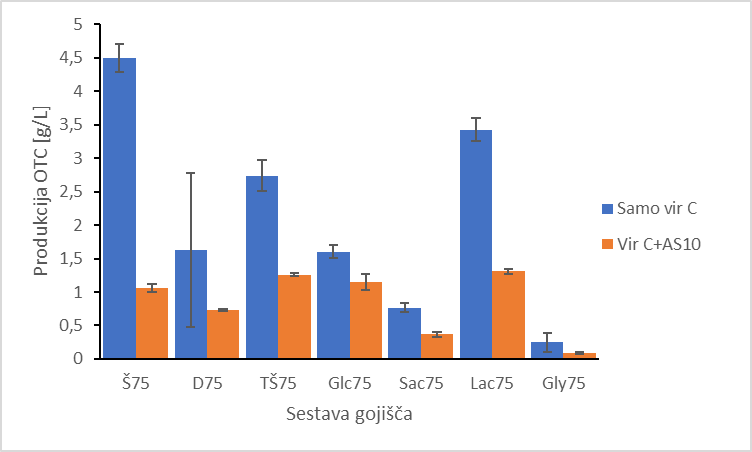 Produkcija OTC [g/L]
5
4,5
4
3,5
3
2,5
2
1,5
1
0,5
0
Š75 D75 TŠ75 Glc75 Sac75 Lac75 Gly75
Sestava gojišča
Samo vir C
Vir C+AS10